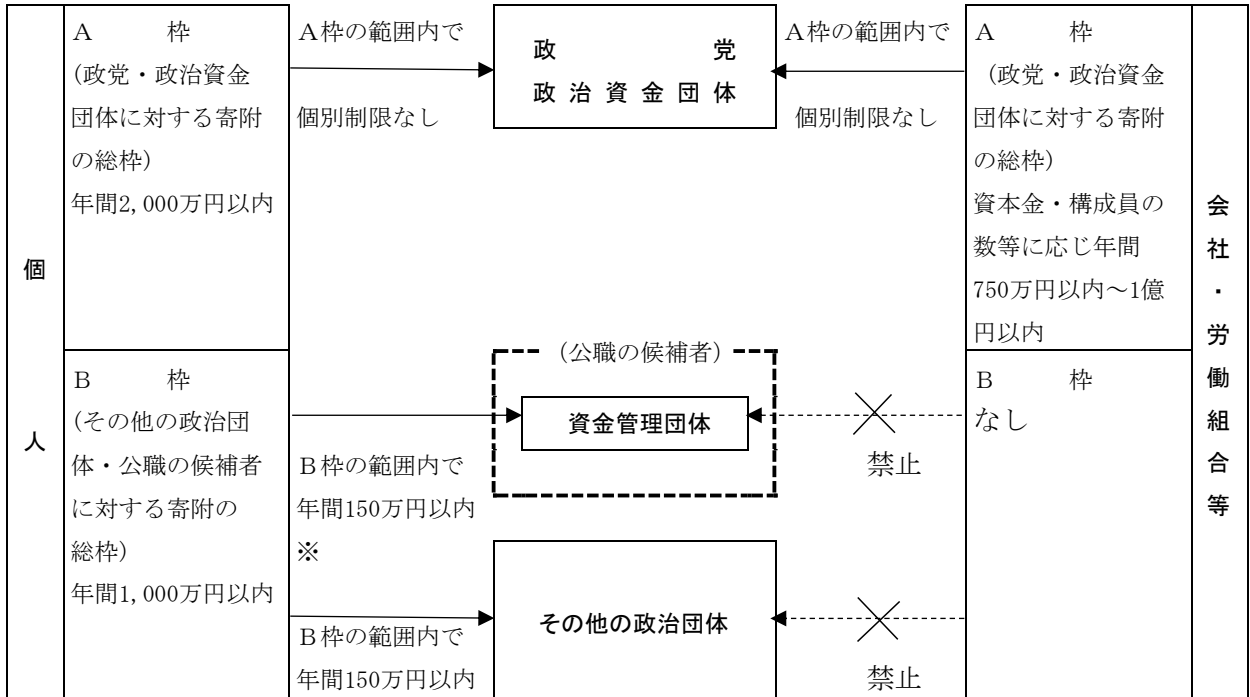 個人
A 枠
(政党・政治資金
団体に対する寄附
の総枠)
年間2,000万円以内
A枠の範囲内で
個別制限なし
政党
政治資金団体
A枠の範囲内で
個別制限なし
A 枠
(政党・政治資金
団体に対する寄附
の総枠)
資本金・構成員の
数等に応じ年間
750万円以内～1億
円以内
会社・労働組合等
B 枠
(その他の政治団
体・公職の候補者
に対する寄附の
総枠)
年間1,000万円以内
B枠の範囲内で
年間150万円以内
※
(公職の候補者)
資金管理団体
禁止
B 枠
なし
B枠の範囲内で
年間150万円以内
その他の政治団体
禁止